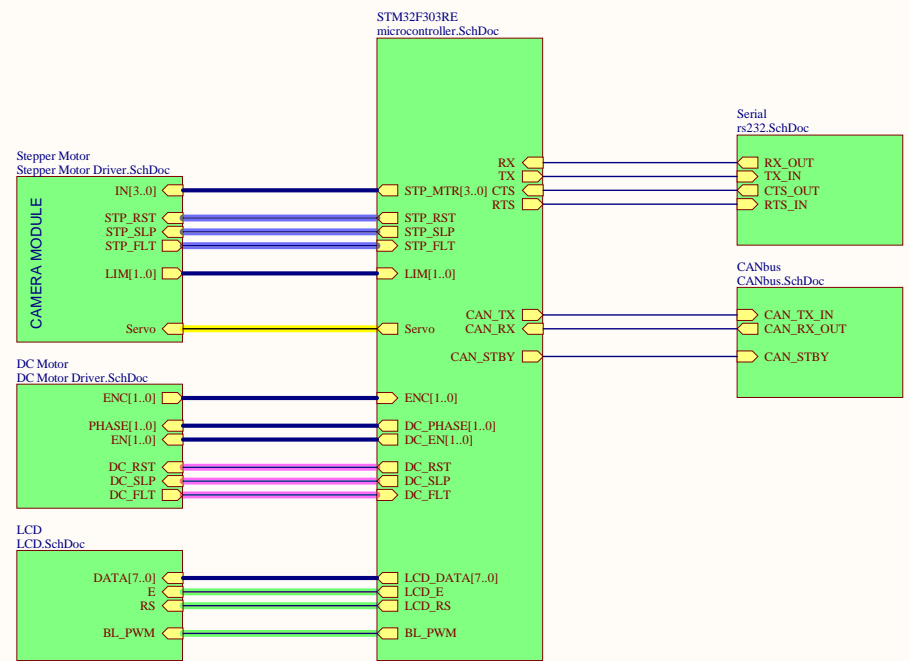 STM32F303RE
microcontroller.SchDoc
RX
TX
STP_MTR[3..0] CTS
RTS
STP_RST
STP_SLP
STP_FLT
LIM[1..0]
CAN_TX
Servo CAN_RX
CAN_STBY
ENC[1..0]
DC_PHASE[1..0]
DC_EN[1..0]
DC_RST
DC_SLP
DC_FLT
LCD_DATA[7..0]
LCD_E
LCD_RS
BL_PWM
Stepper Motor
Stepper Motor Driver.SchDoc
CAMERA MODULE
IN[3..0]
STP_RST
STP_SLP
STP_FLT
LIM[1..0]
Servo
DC Motor
DC Motor Driver.SchDoc
ENC[1..0]
PHASE[1..0]
EN[1..0]
DC_RST
DC_SLP
DC_FLT
LCD
LCD.SchDoc
DATA[7..0]
E
RS
BL_PWM
Serial
rs232.SchDoc
RX_OUT
TX_IN
CTS_OUT
RTS_IN
CANbus
CANbus.SchDoc
CAN_TX_IN
CAN_RX_OUT
CAN_STBY